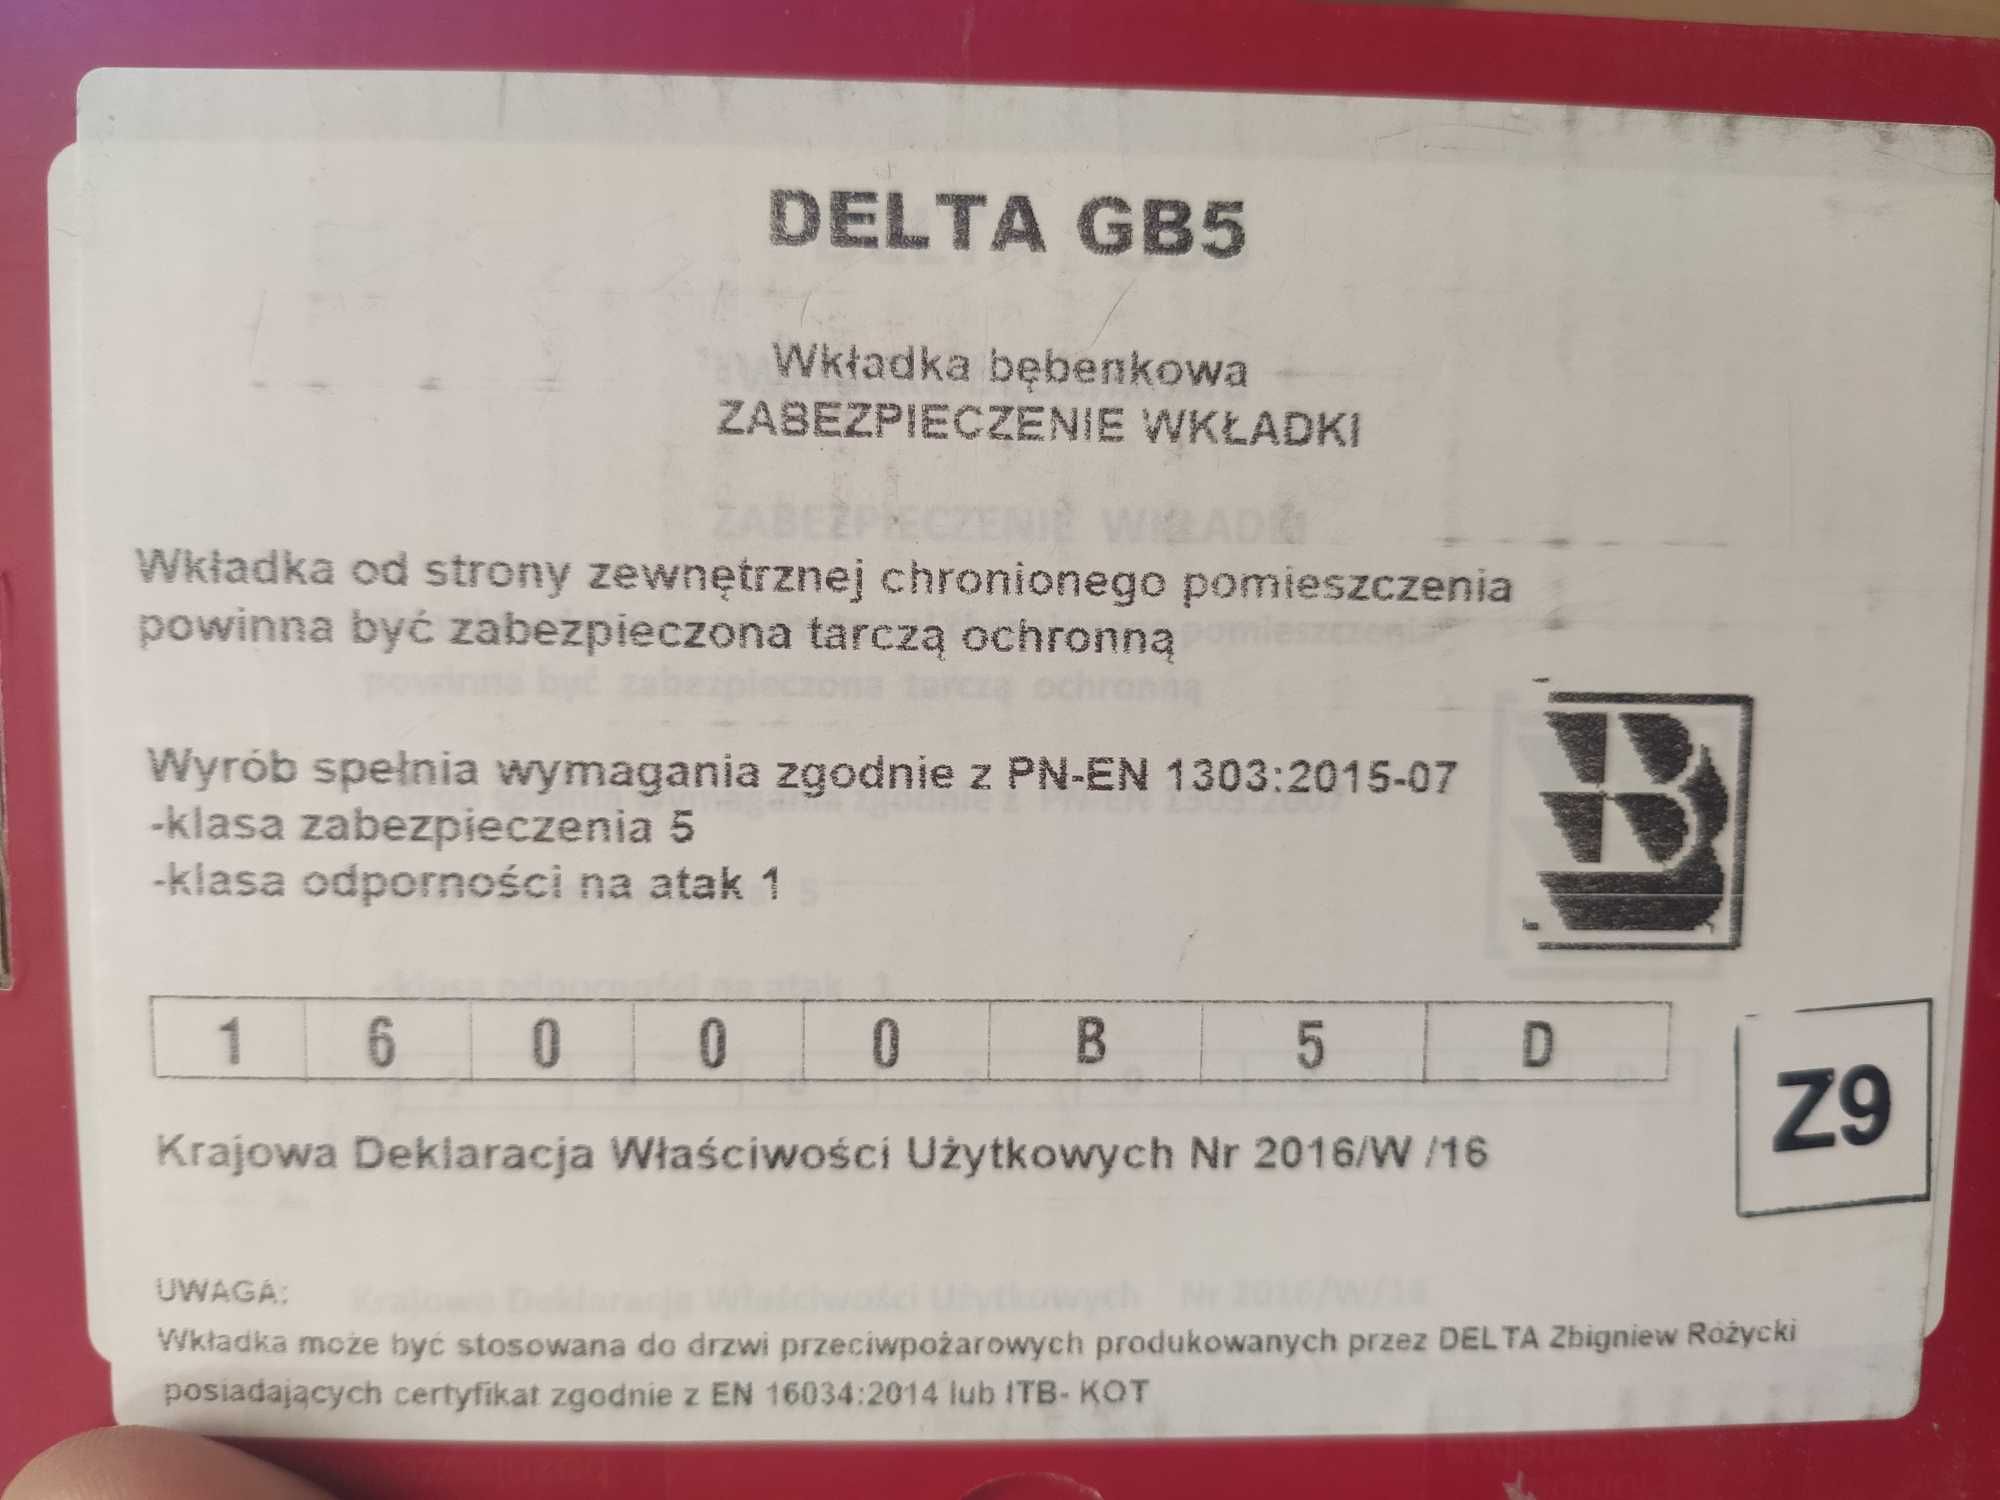 DELTA GB5
Wkładka bębenkowa
ZABEZPIECZENIE WKŁADKI
Wkładka od strony zewnętrznej chronionego pomieszczenia
powinna być zabezpieczona tarczą ochronną
Wyrób spełnia wymagania zgodnie z PN-EN 1303:2015-07
-klasa zabezpieczenia 5
-klasa odporności na atak 1
B
1 6 0 0 0 B 5 D
Z9
Krajowa Deklaracja Właściwości Użytkowych Nr 2016/W /16
UWAGA:
Wkładka może być stosowana do drzwi przeciwpożarowych produkowanych przez DELTA Zbigniew Różycki
posiadających certyfikat zgodnie z EN 16034:2014 lub ITB- KOT